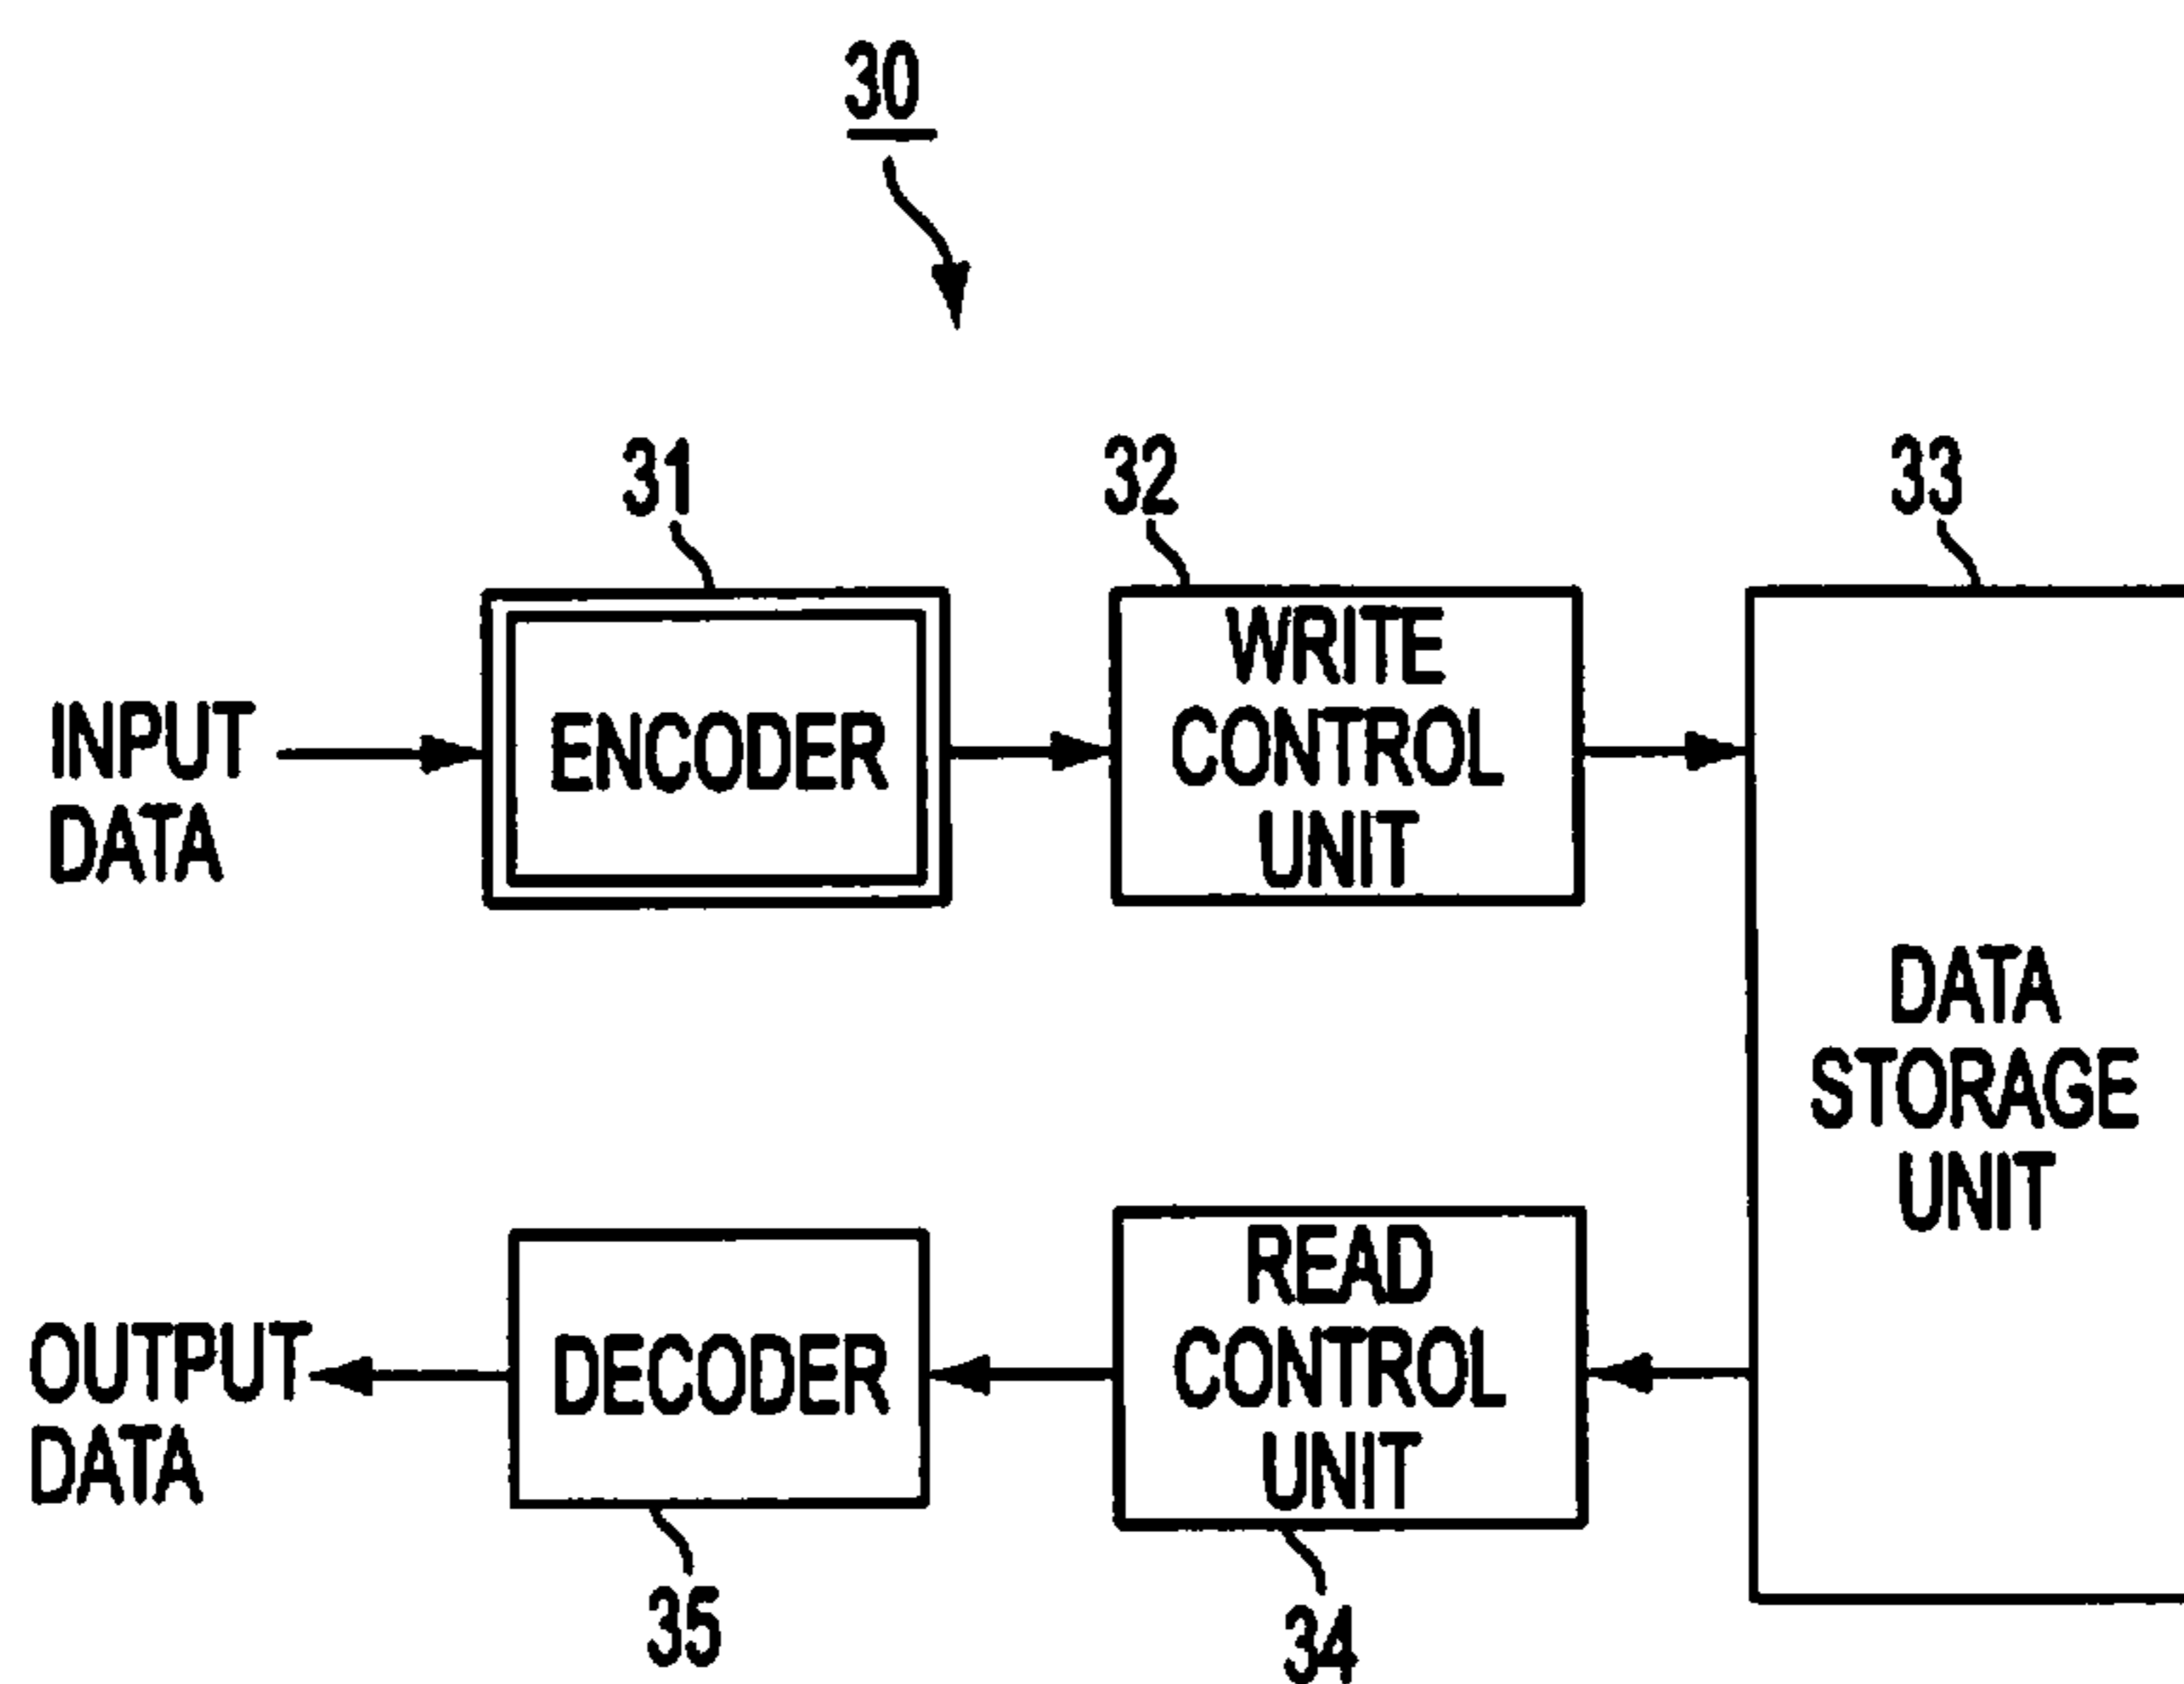 30
31
32
33
INPUT
DATA
ENCODER
WRITE
CONTROL
UNIT
DATA
STORAGE
UNIT
OUTPUT
DATA
DECODER
READ
CONTROL
UNIT
35
34